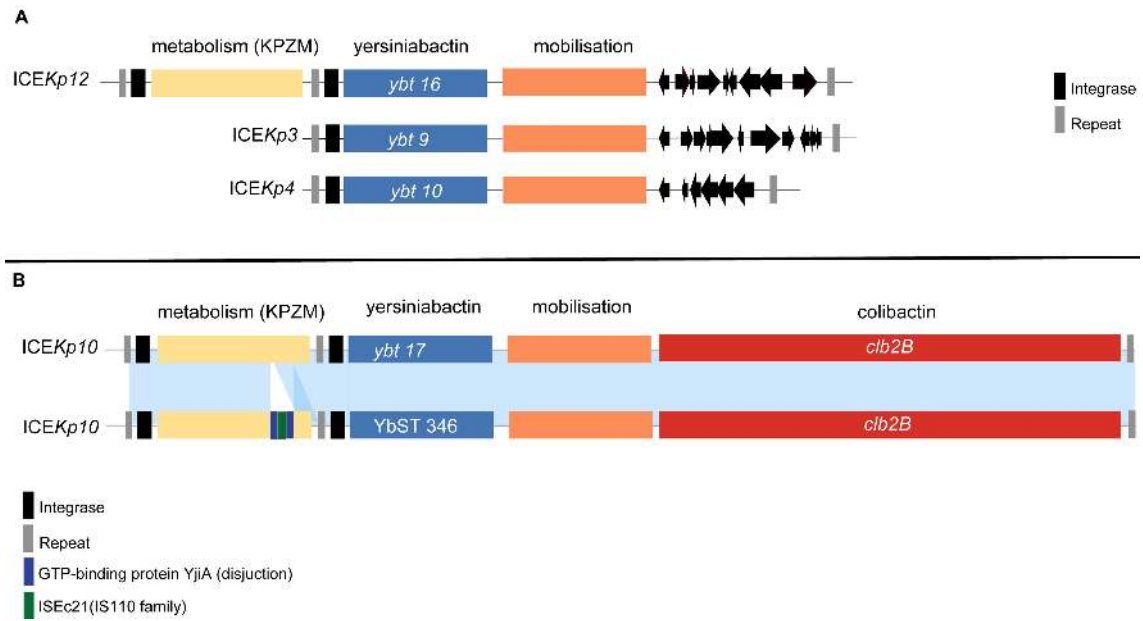 A
metabolism (KPZM) yersiniabactin mobilisation
ICEKp12 ybt 16
Integrase
Repeat
ICEKp3 ybt 9
ICEKp4 ybt 10
B
metabolism (KPZM) yersiniabactin mobilisation colibactin
ICEKp10 ybt 17 clb2B
ICEKp10 YbST 346 clb2B
Integrase
Repeat
GTP-binding protein YjiA (disjuction)
ISEc21(IS110 family)